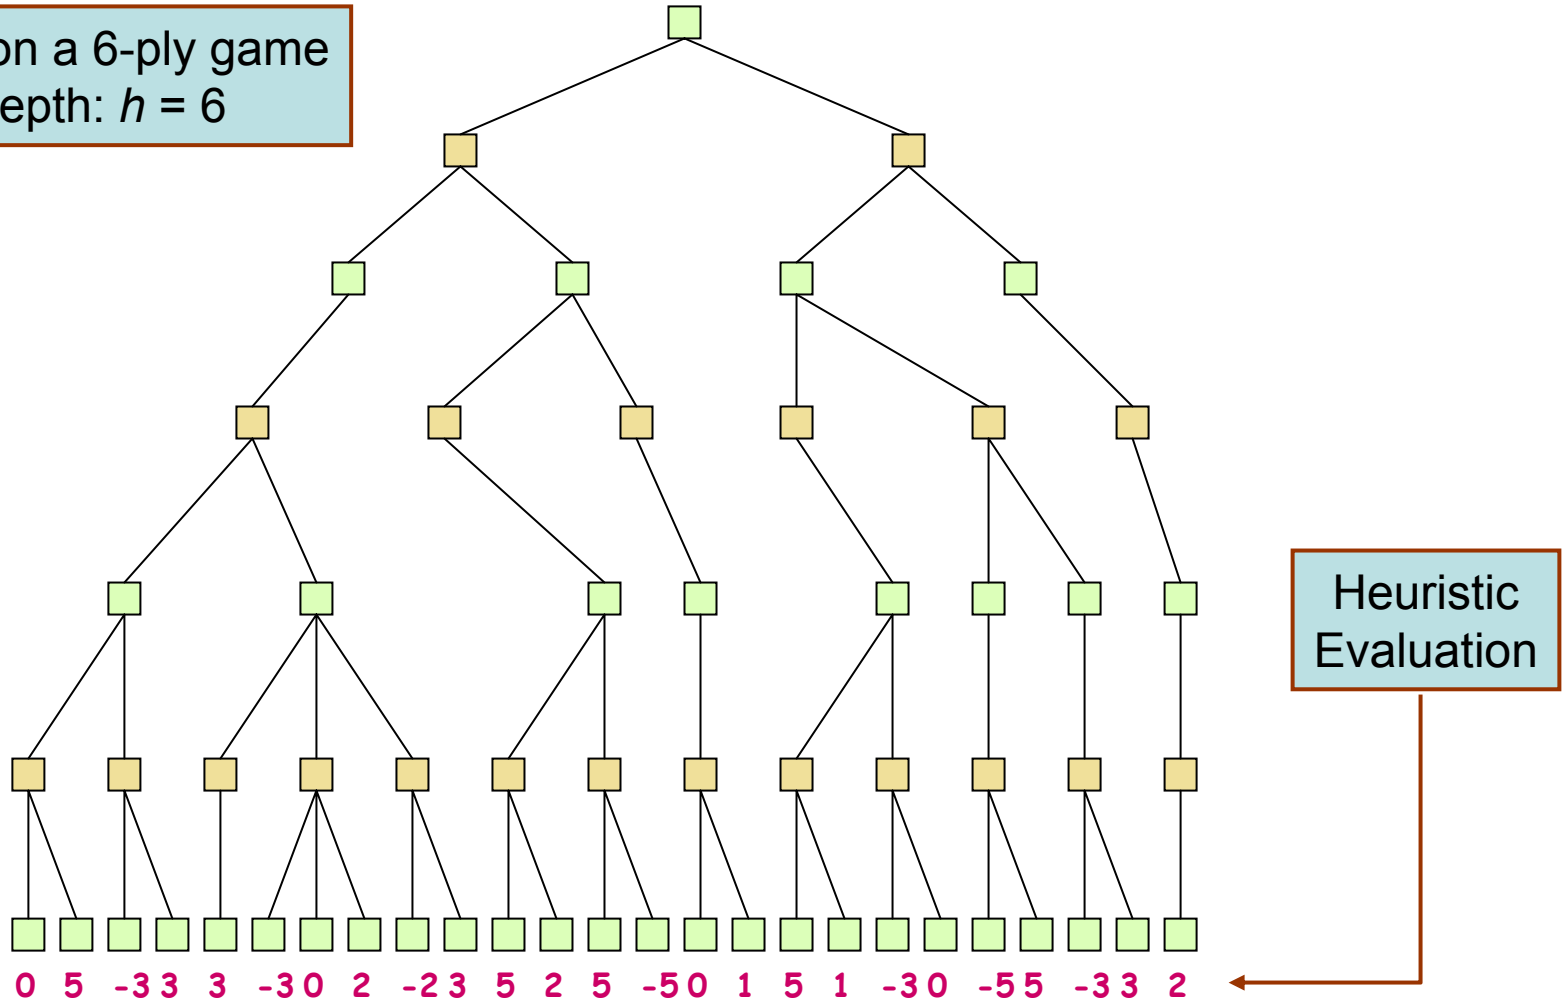 on a 6-ply game
epth: h = 6
Heuristic
Evaluation
0 5 -3 3 3 -3 0 2 -2 3 5 2 5 -5 0 1 5 1 -3 0 -5 5 -3 3 2